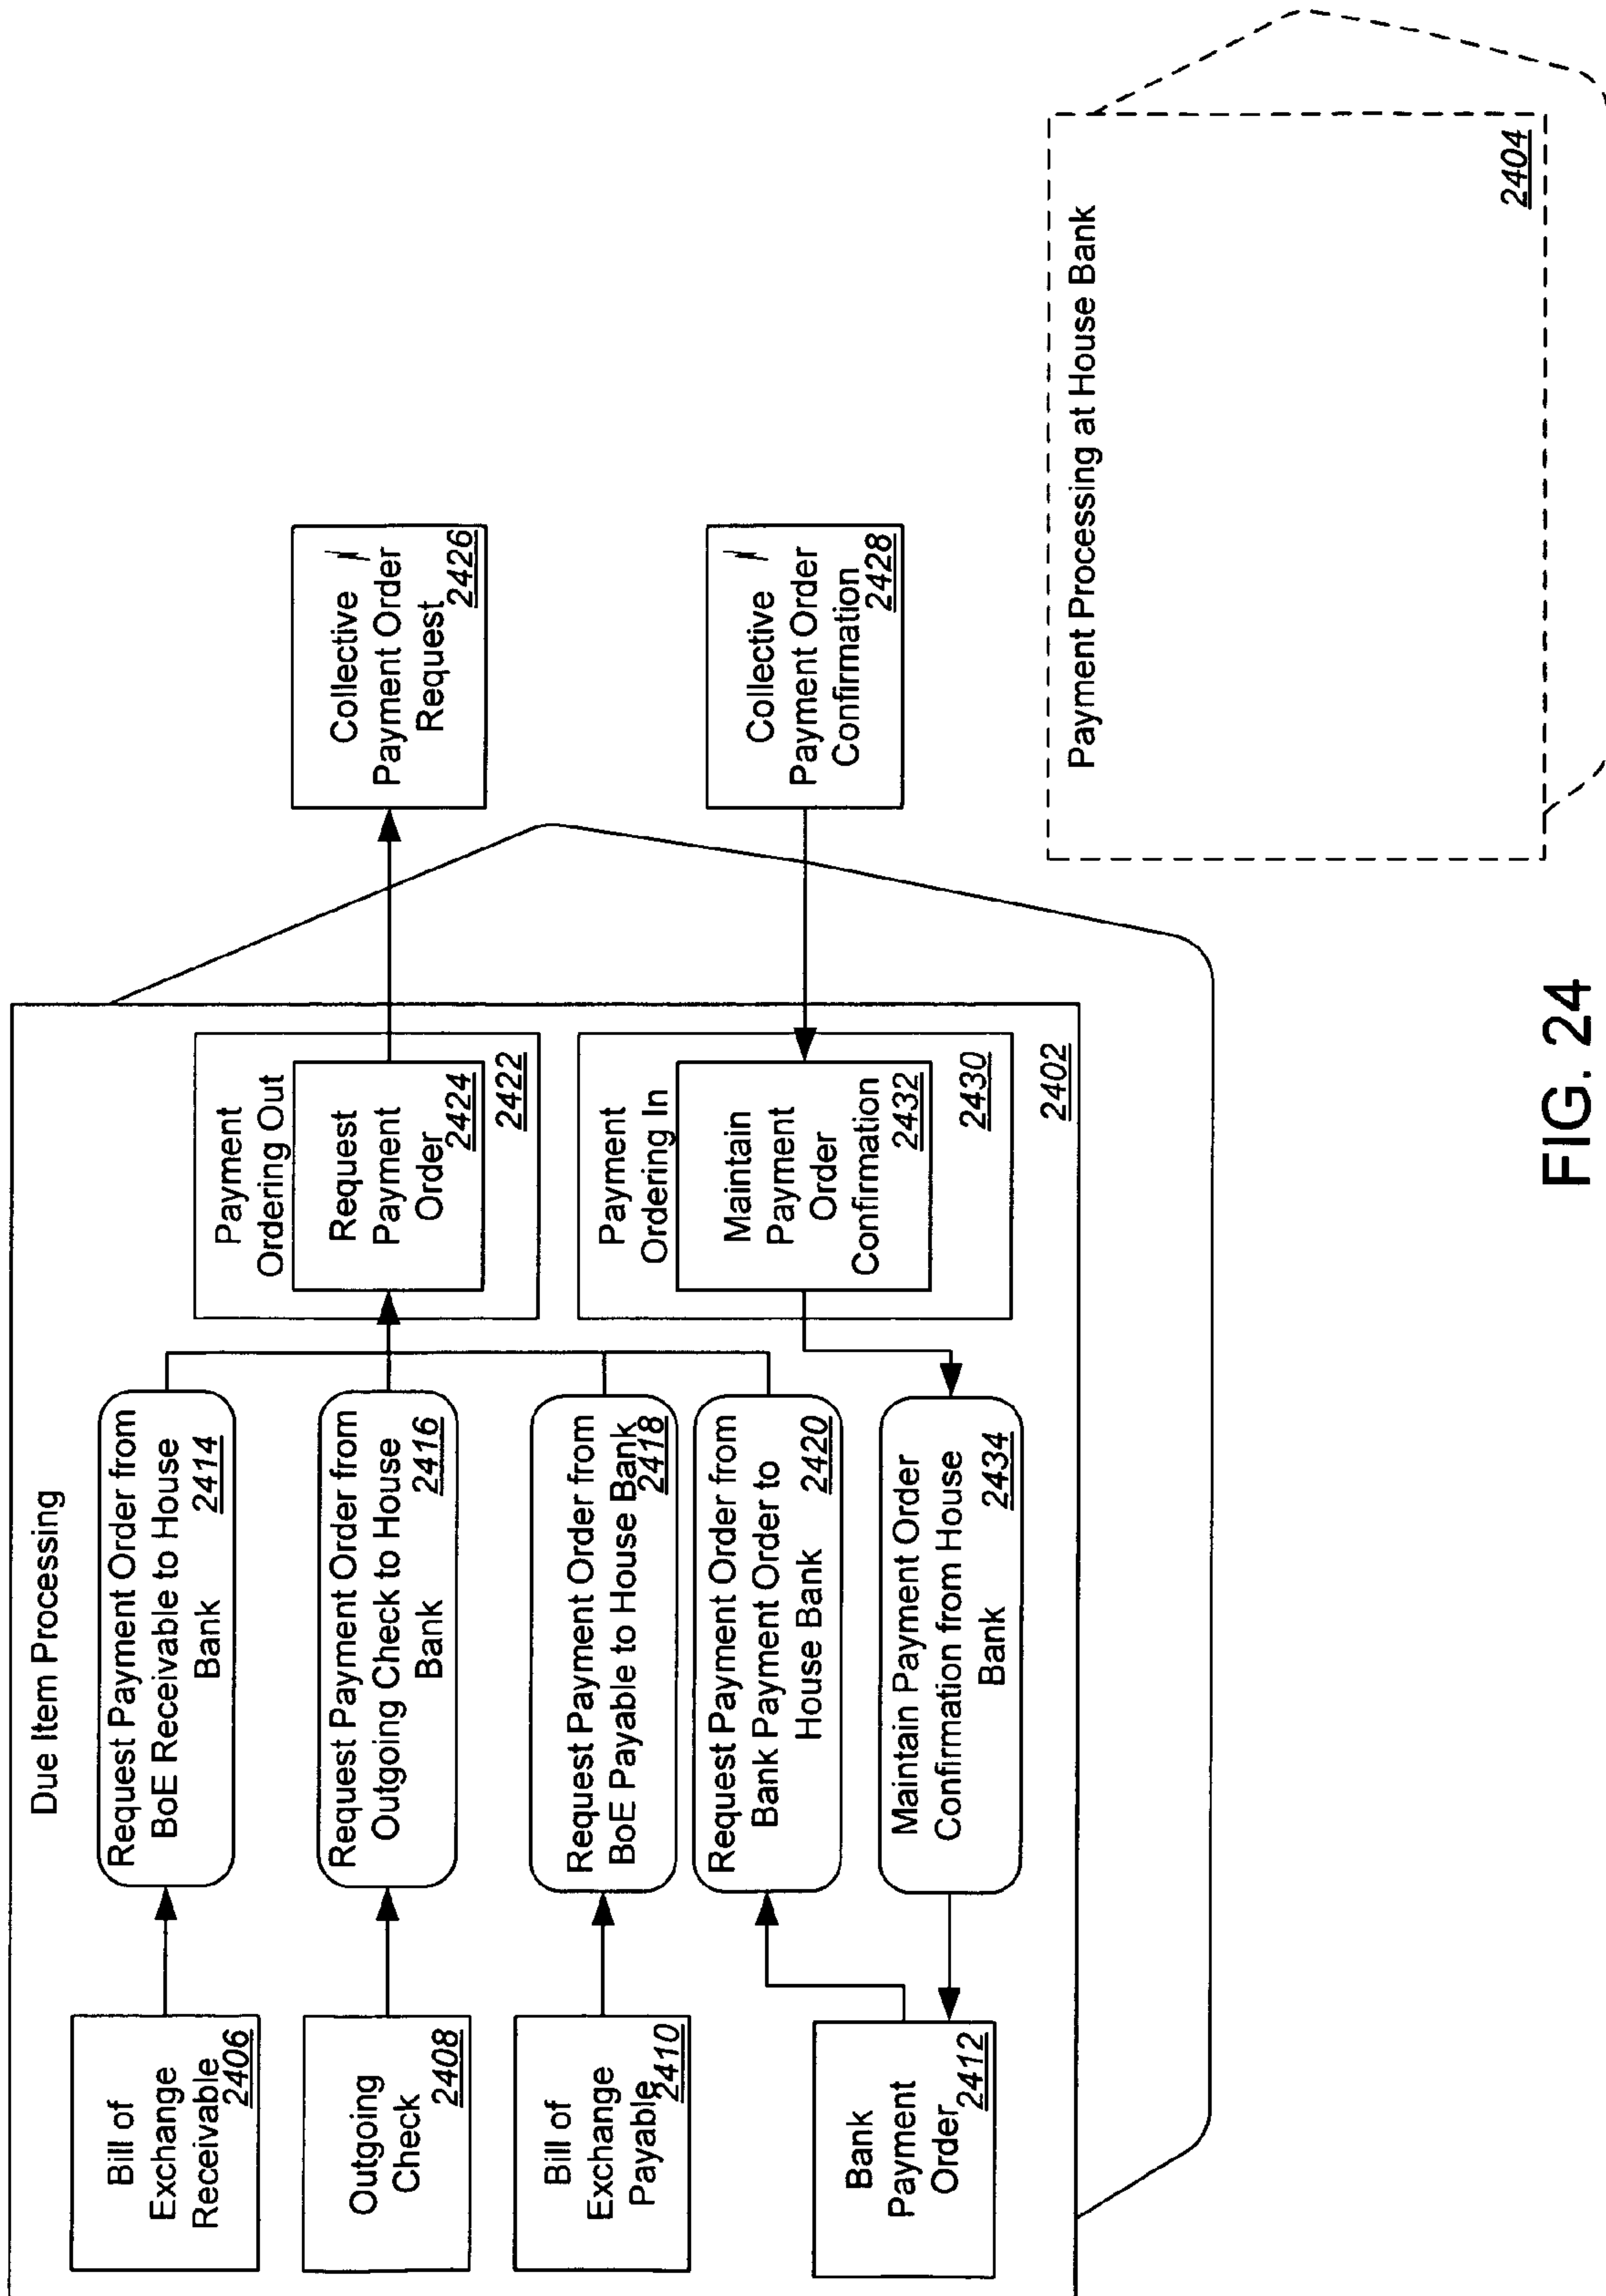 Due Item Processing
Bill of
Exchange
Receivable
2406
Request Payment Order from
BoE Receivable to House
Bank
2414
Payment
Ordering Out
Request
Payment
Order
2424
2422
Collective
Payment Order
Request
2426
Outgoing
Check
2408
Request Payment Order from
Outgoing Check to House
Bank
2416
Bill of
Exchange
Payable
2410
Request Payment Order from
BoE Payable to House Bank
2418
Payment
Ordering In
Maintain
Payment
Order
Confirmation
2432
2430
Collective
Payment Order
Confirmation
2428
Request Payment Order from
Bank Payment Order to
House Bank
2420
Bank
Payment
Order
2412
Maintain Payment Order
Confirmation from House
Bank
2434
2402
Payment Processing at House Bank
2404
FIG. 24